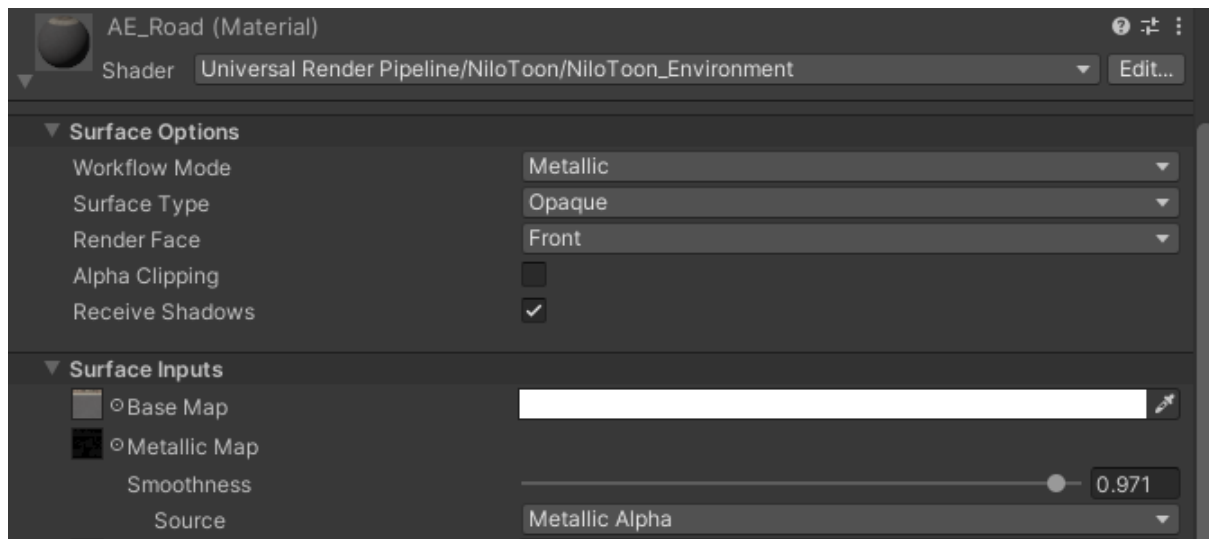 AE_Road (Material)
Shader Universal Render Pipeline/NiloToon/NiloToon_Environment Edit...
Surface Options
Workflow Mode Metallic
Surface Type Opaque
Render Face Front
Alpha Clipping
Receive Shadows
Surface Inputs
Base Map
Metallic Map
Smoothness 0.971
Source Metallic Alpha